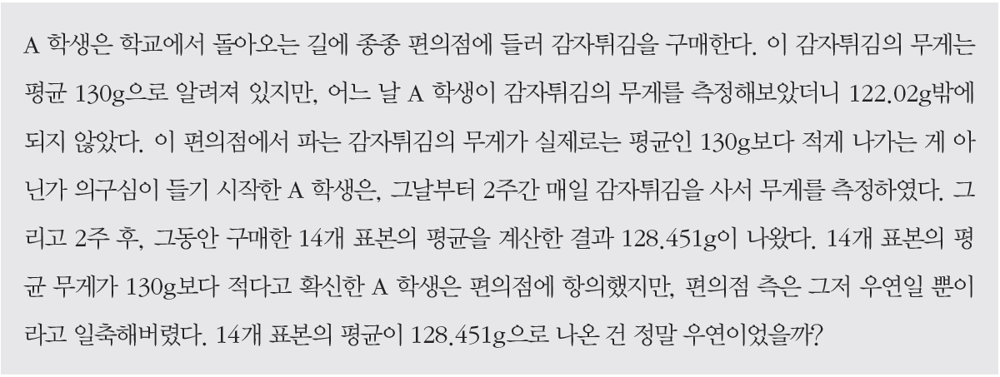 A 학생은 학교에서 돌아오는 길에 종종 편의점에 들러 감자튀김을 구매한다. 이 감자튀김의 무게는
평균 130g으로 알려져 있지만, 어느 날 A 학생이 감자튀김의 무게를 측정해보았더니 122.02g밖에
되지 않았다. 이 편의점에서 파는 감자튀김의 무게가 실제로는 평균인 130g보다 적게 나가는 게 아
닌가 의구심이 들기 시작한 A 학생은, 그날부터 2주간 매일 감자튀김을 사서 무게를 측정하였다. 그
리고 2주 후, 그동안 구매한 14개 표본의 평균을 계산한 결과 128.451g이 나왔다. 14개 표본의 평
균 무게가 130g보다 적다고 확신한 A 학생은 편의점에 항의했지만, 편의점 측은 그저 우연일 뿐이
라고 일축해버렸다. 14개 표본의 평균이 128.451g으로 나온 건 정말 우연이었을까?